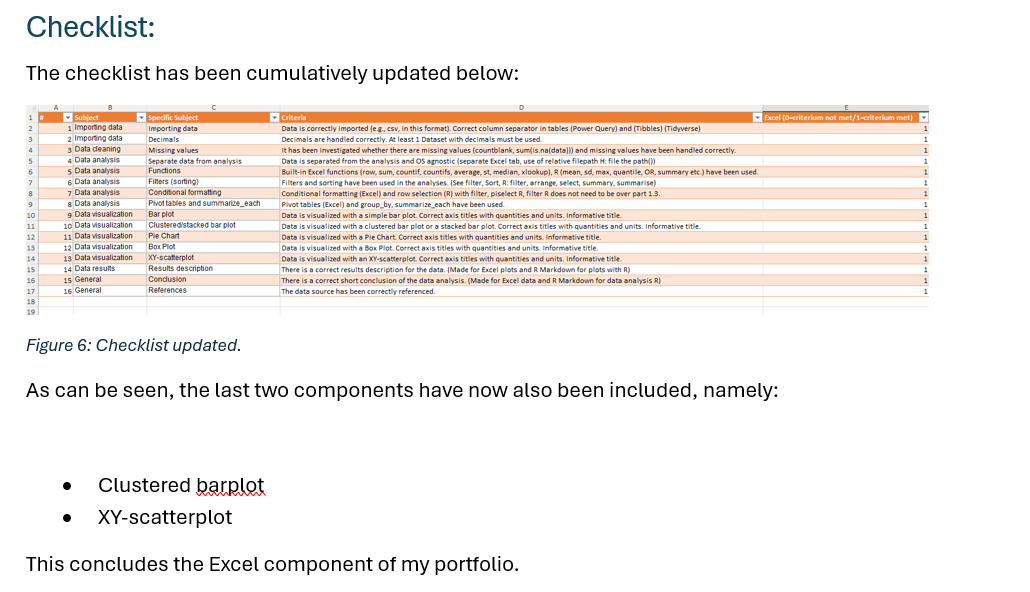 Checklist:
The checklist has been cumulatively updated below:
A B C D E
1 # Subject Specific Subject Criteria Excel (0=criterium not met/1=criterium met)
2 1 Importing data Importing data Data is correctly imported (e.g., csv, in this format). Correct column separator in tables (Power Query) and (Tibbles) (Tidyverse) 1
3 2 Importing data Decimals Decimals are handled correctly. At least 1 Dataset with decimals must be used. 1
4 3 Data cleaning Missing values It has been investigated whether there are missing values (countblank, sum(is.na(data))) and missing values have been handled correctly. 1
5 4 Data analysis Separate data from analysis Data is separated from the analysis and OS agnostic (separate Excel tab, use of relative filepath H: file the path()) 1
6 5 Data analysis Functions Built-in Excel functions (row, sum, countif, countifs, average, st, median, xlookup), R (mean, sd, max, quantile, OR, summary etc.) have been used. 1
7 6 Data analysis Filters (sorting) Filters and sorting have been used in the analyses. (See filter, Sort, R: filter, arrange, select, summary, summarise) 1
8 7 Data analysis Conditional formatting Conditional formatting (Excel) and row selection (R) with filter, piselect R, filter R does not need to be over part 1.3. 1
9 8 Data analysis Pivot tables and summarize_each Pivot tables (Excel) and group_by, summarize_each have been used. 1
10 9 Data visualization Bar plot Data is visualized with a simple bar plot. Correct axis titles with quantities and units. Informative title. 1
11 10 Data visualization Clustered/stacked bar plot Data is visualized with a clustered bar plot or a stacked bar plot. Correct axis titles with quantities and units. Informative title. 1
12 11 Data visualization Pie Chart Data is visualized with a Pie Chart. Correct axis titles with quantities and units. Informative title. 1
13 12 Data visualization Box Plot Data is visualized with a Box Plot. Correct axis titles with quantities and units. Informative title. 1
14 13 Data visualization XY-scatterplot Data is visualized with an XY-scatterplot. Correct axis titles with quantities and units. Informative title. 1
15 14 Data results Results description There is a correct results description for the data. (Made for Excel plots and R Markdown for plots with R) 1
16 15 General Conclusion There is a correct short conclusion of the data analysis. (Made for Excel data and R Markdown for data analysis R) 1
17 16 General References The data source has been correctly referenced. 1
18
19
Figure 6: Checklist updated.
As can be seen, the last two components have now also been included, namely:
• Clustered barplot
• XY-scatterplot
This concludes the Excel component of my portfolio.